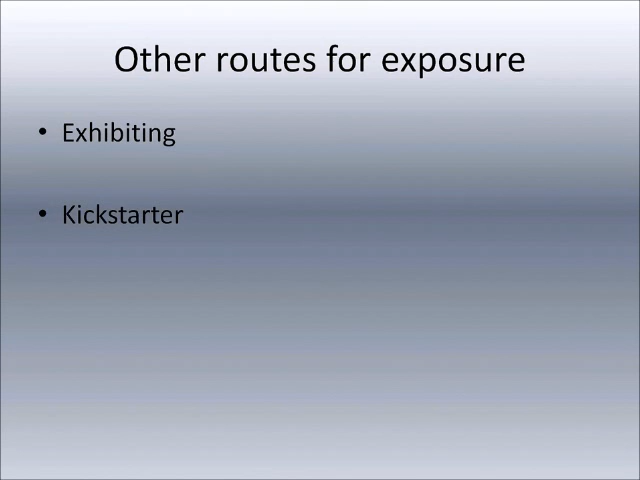 Other routes for exposure
• Exhibiting
• Kickstarter